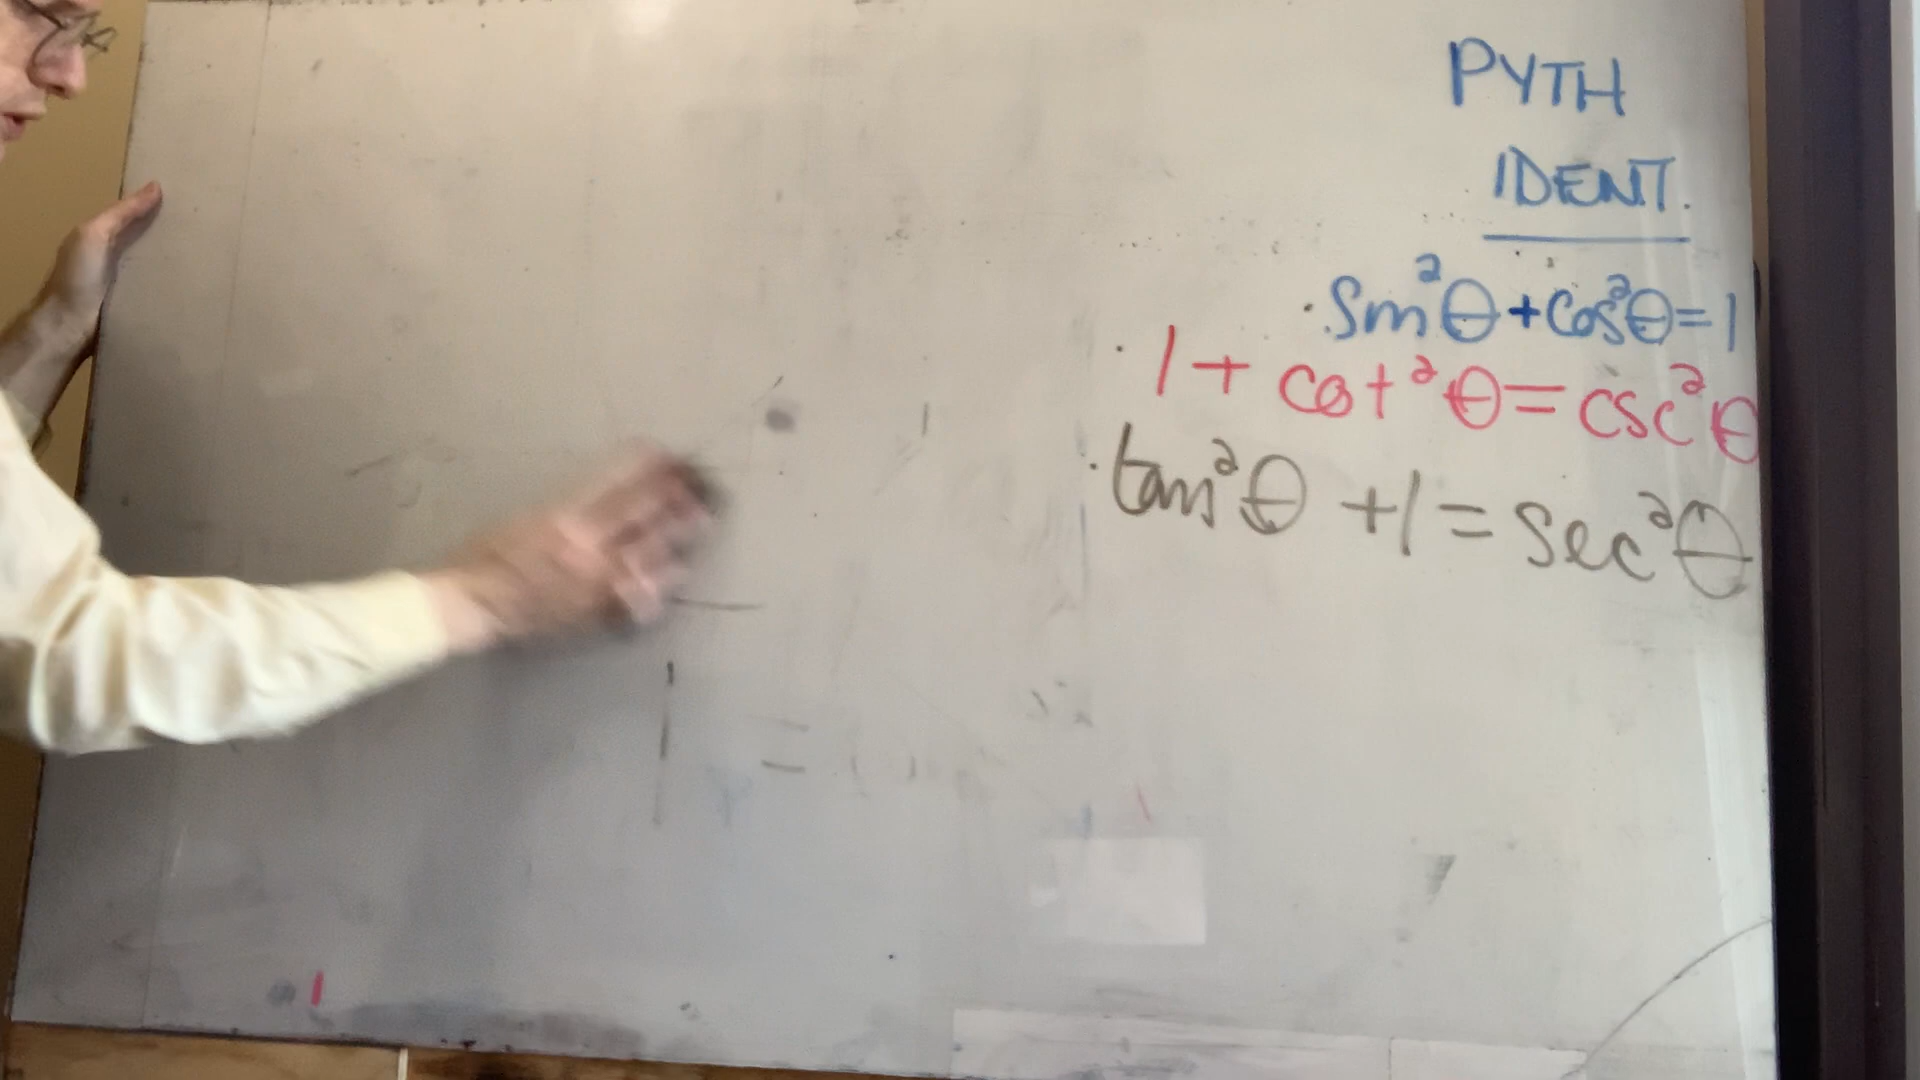 PYTH
IDENT.
sin²θ+cos²θ=1
1+cot²θ=csc²θ
tan²θ+1=sec²θ